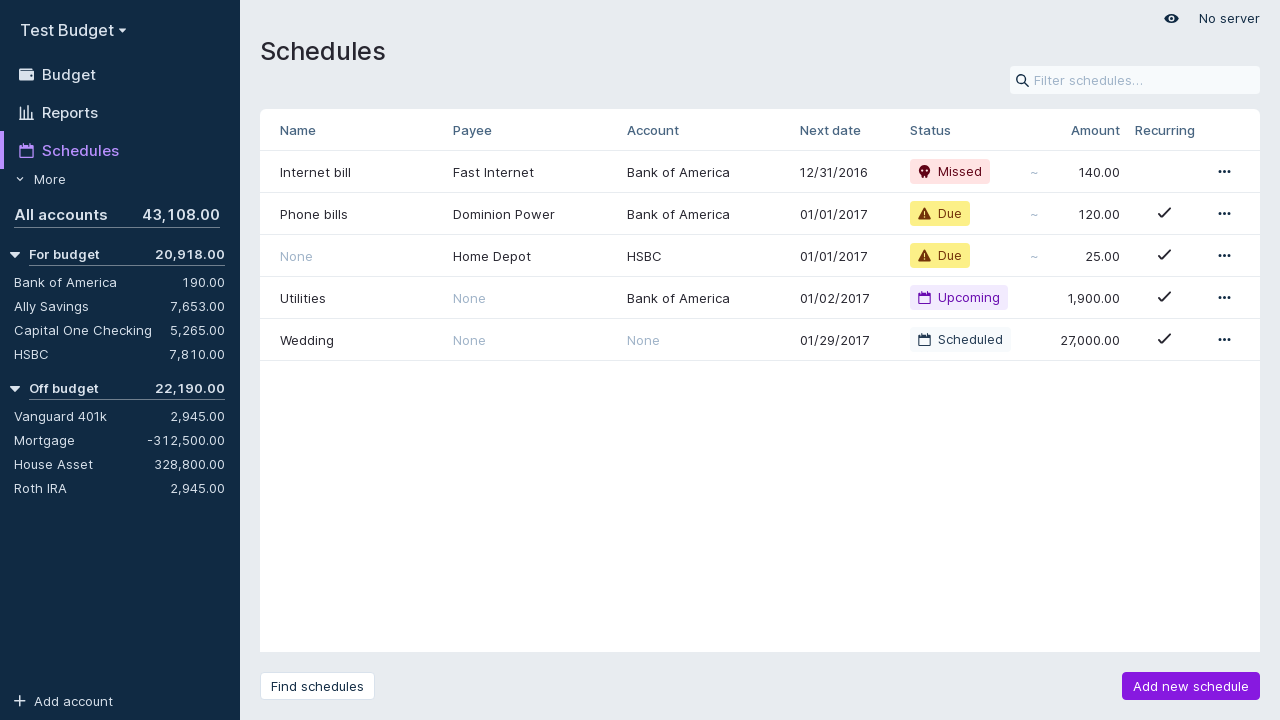 Test Budget
Budget
Reports
Schedules
More
All accounts 43,108.00
For budget 20,918.00
Bank of America 190.00
Ally Savings 7,653.00
Capital One Checking 5,265.00
HSBC 7,810.00
Off budget 22,190.00
Vanguard 401k 2,945.00
Mortgage -312,500.00
House Asset 328,800.00
Roth IRA 2,945.00
Add account
No server
Schedules
Filter schedules…
Name Payee Account Next date Status Amount Recurring
Internet bill Fast Internet Bank of America 12/31/2016 Missed ~ 140.00
Phone bills Dominion Power Bank of America 01/01/2017 Due ~ 120.00
None Home Depot HSBC 01/01/2017 Due ~ 25.00
Utilities None Bank of America 01/02/2017 Upcoming 1,900.00
Wedding None None 01/29/2017 Scheduled 27,000.00
Find schedules Add new schedule